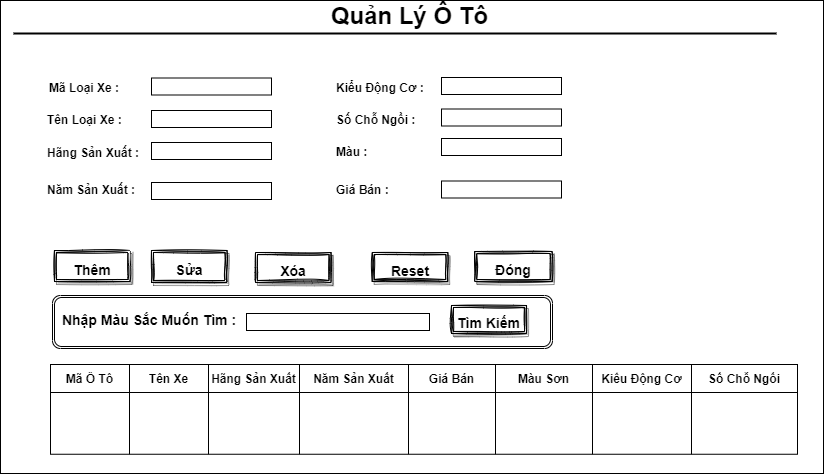 Quản Lý Ô Tô
Mã Loại Xe :
Kiểu Động Cơ :
Tên Loại Xe :
Số Chỗ Ngồi :
Hãng Sản Xuất :
Màu :
Năm Sản Xuất :
Giá Bán :
Thêm
Sửa
Xóa
Reset
Đóng
Nhập Màu Sắc Muốn Tìm :
Tìm Kiếm
Mã Ô Tô
Tên Xe
Hãng Sản Xuất
Năm Sản Xuất
Giá Bán
Màu Sơn
Kiểu Động Cơ
Số Chỗ Ngồi